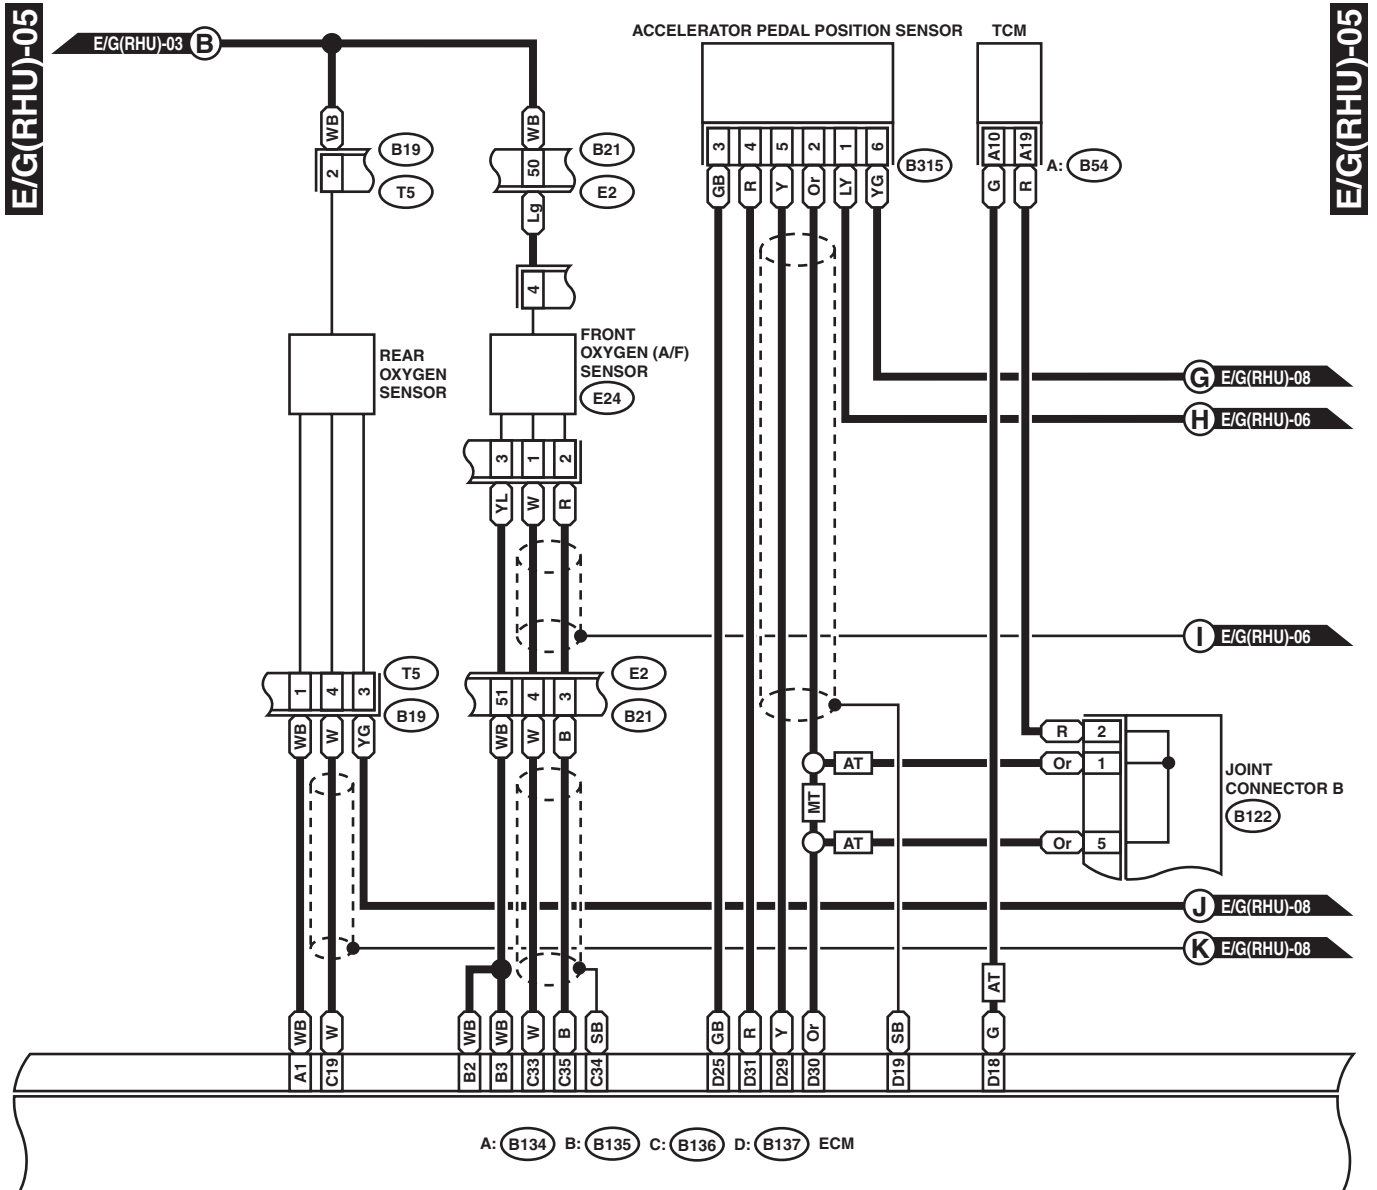 E/G(RHU)-05
E/G(RHU)-05
E/G(RHU)-03 B
ACCELERATOR PEDAL POSITION SENSOR
TCM
WB
2
B19
T5
WB
50
B21
E2
Lg
4
3 4 5 2 1 6
B315
GB R Y Or LY YG
A10 A19
A: B54
G R
REAR
OXYGEN
SENSOR
FRONT
OXYGEN (A/F)
SENSOR
E24
G E/G(RHU)-08
H E/G(RHU)-06
3 1 2
YL W R
I E/G(RHU)-06
1 4 3
T5
B19
WB W YG
51 4 3
E2
B21
WB W B
R 2
AT Or 1
MT
AT Or 5
JOINT
CONNECTOR B
B122
J E/G(RHU)-08
K E/G(RHU)-08
AT
WB W WB WB W B SB GB R Y Or SB G
A1 C19 B2 B3 C33 C35 C34 D25 D31 D29 D30 D19 D18
A: B134 B: B135 C: B136 D: B137 ECM